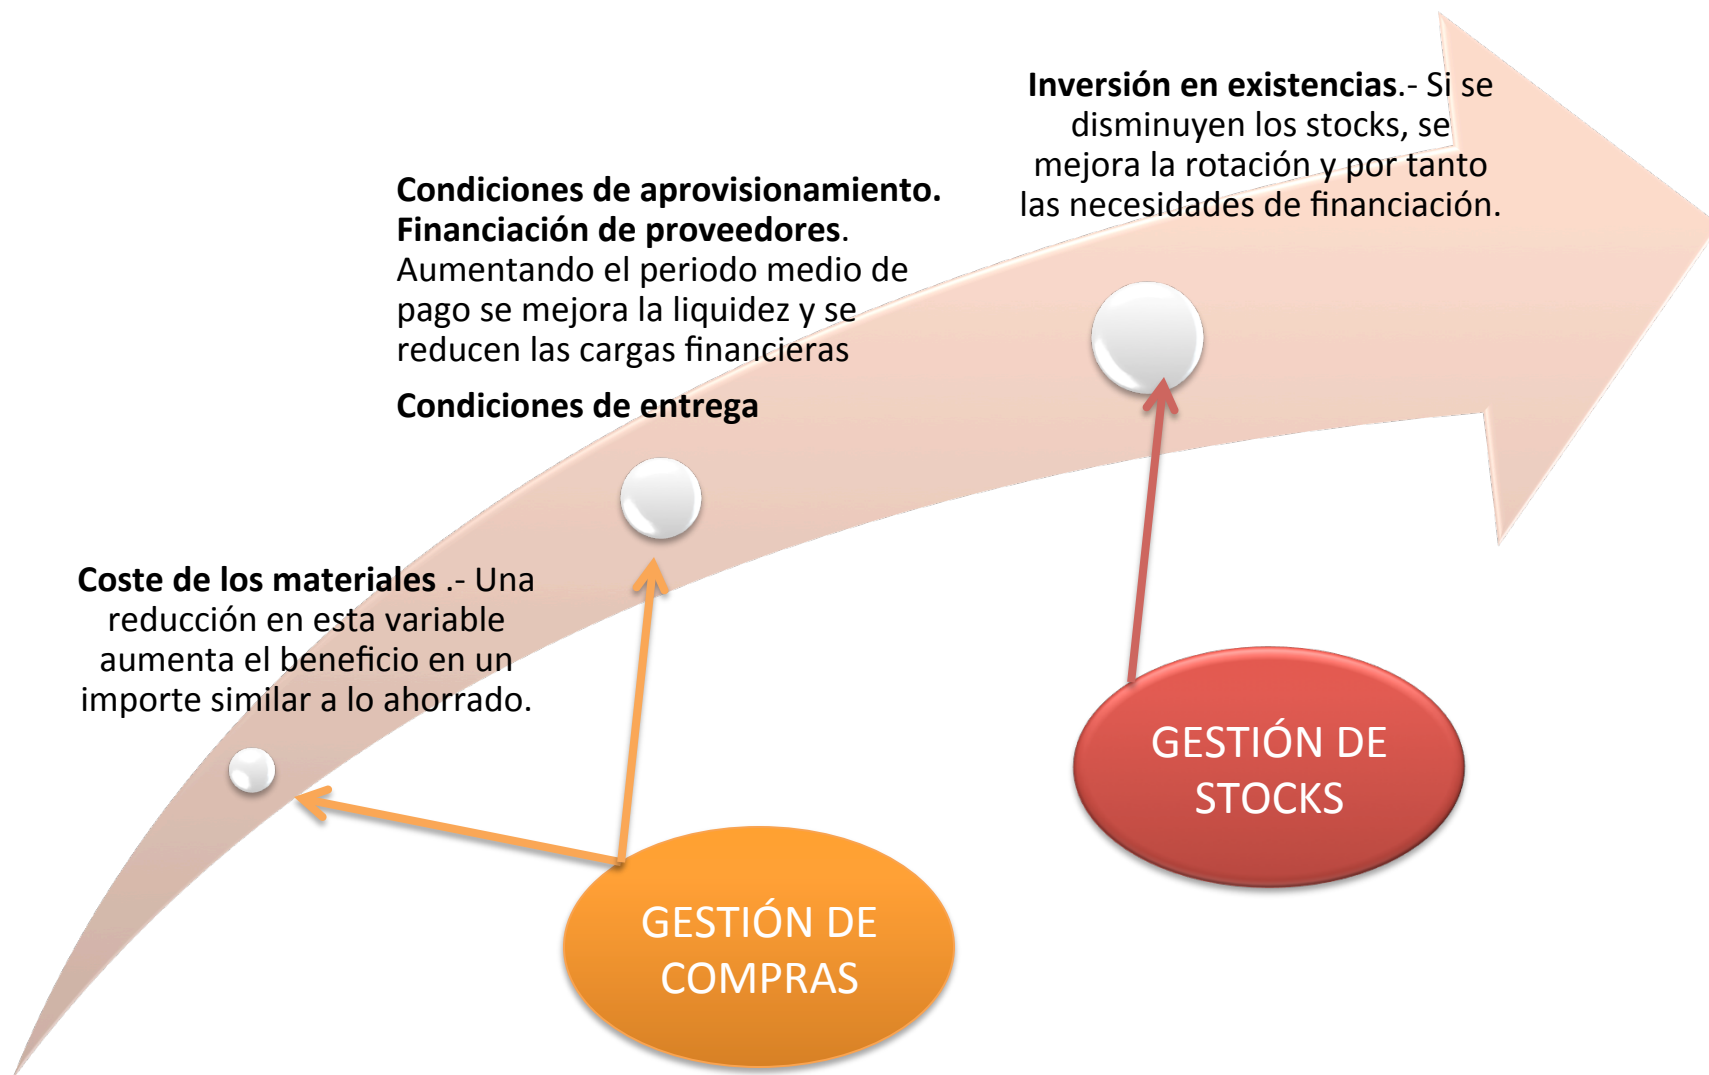 Inversión en existencias.- Si se
disminuyen los stocks, se
mejora la rotación y por tanto
las necesidades de financiación.
Condiciones de aprovisionamiento.
Financiación de proveedores.
Aumentando el periodo medio de
pago se mejora la liquidez y se
reducen las cargas financieras
Condiciones de entrega
Coste de los materiales .- Una
reducción en esta variable
aumenta el beneficio en un
importe similar a lo ahorrado.
GESTIÓN DE
STOCKS
GESTIÓN DE
COMPRAS